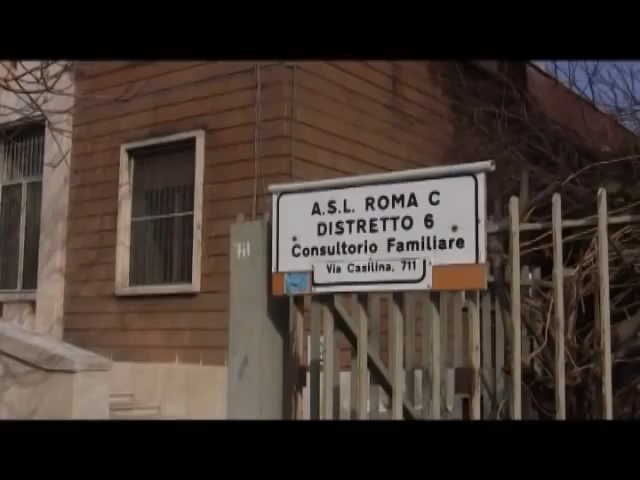 A.S.L. ROMA C
DISTRETTO 6
Consultorio Familiare
Via Casilina, 711
711